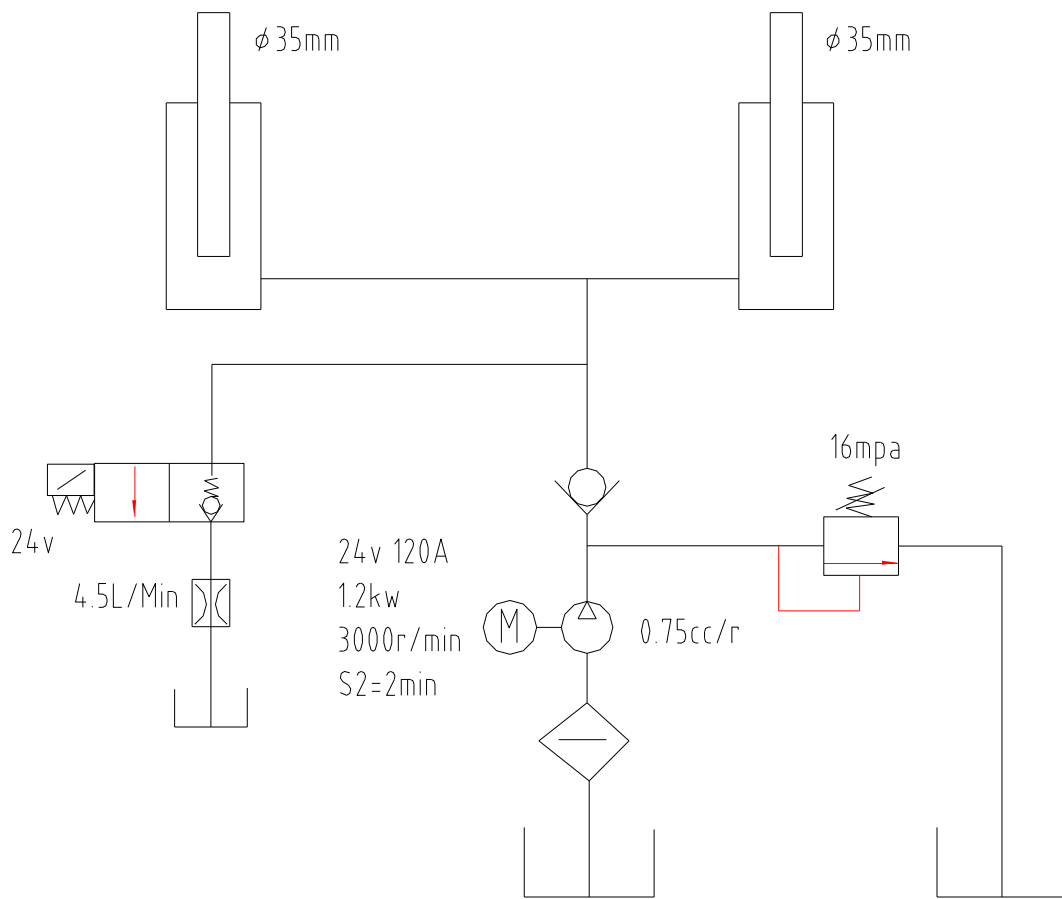 ϕ35mm
ϕ35mm
16mpa
24v
4.5L/Min
24v 120A
1.2kw
3000r/min
S2=2min
M
0.75cc/r